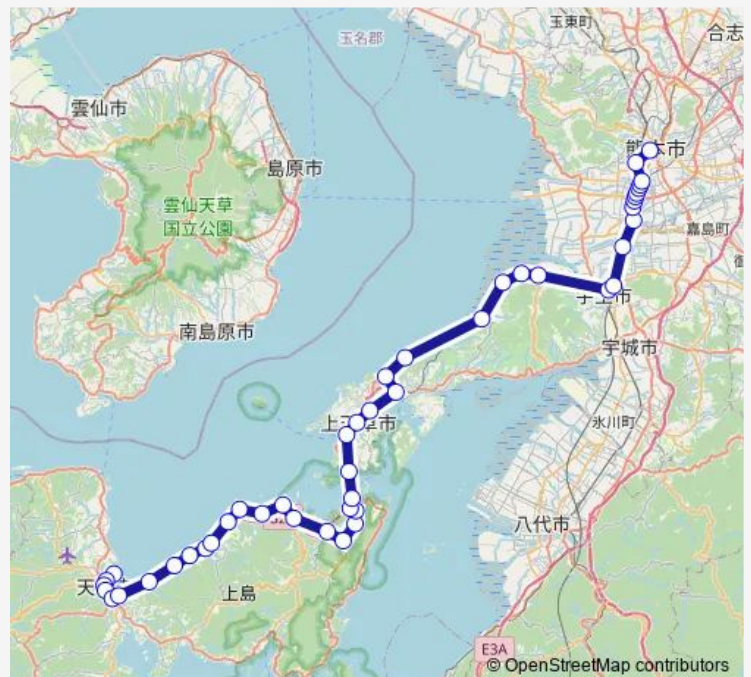 玉東町
合志
玉名郡
雲仙市
熊本市
島原市
雲仙天草
国立公園
嘉島町
御
宇土市
南島原市
宇城市
上天草市
氷川町
八代市
天
上島
E3A
© OpenStreetMap contributors